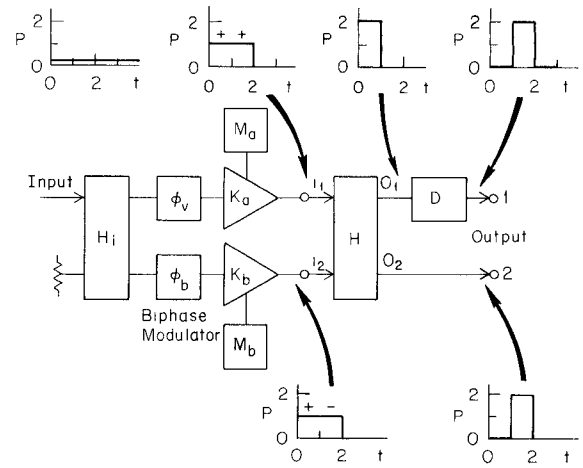 P 2 0 0 2 4 t
P 2 0 + + 0 2 t
P 2 0 0 2 t
P 2 0 0 2 t
Ma
Input Hi ϕv Ka I1 H O1 D 1
Output
ϕb Kb I2 O2 2
Biphase
Modulator
Mb
P 2 0 + - 0 2 t
P 2 0 0 2 t